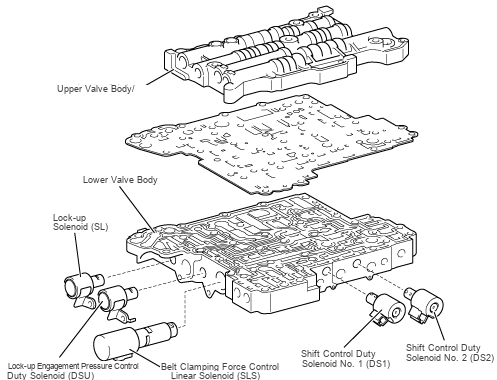 Upper Valve Body/
Lower Valve Body
Lock-up
Solenoid (SL)
Lock-up Engagement Pressure Control
Duty Solenoid (DSU)
Belt Clamping Force Control
Linear Solenoid (SLS)
Shift Control Duty
Solenoid No. 1 (DS1)
Shift Control Duty
Solenoid No. 2 (DS2)